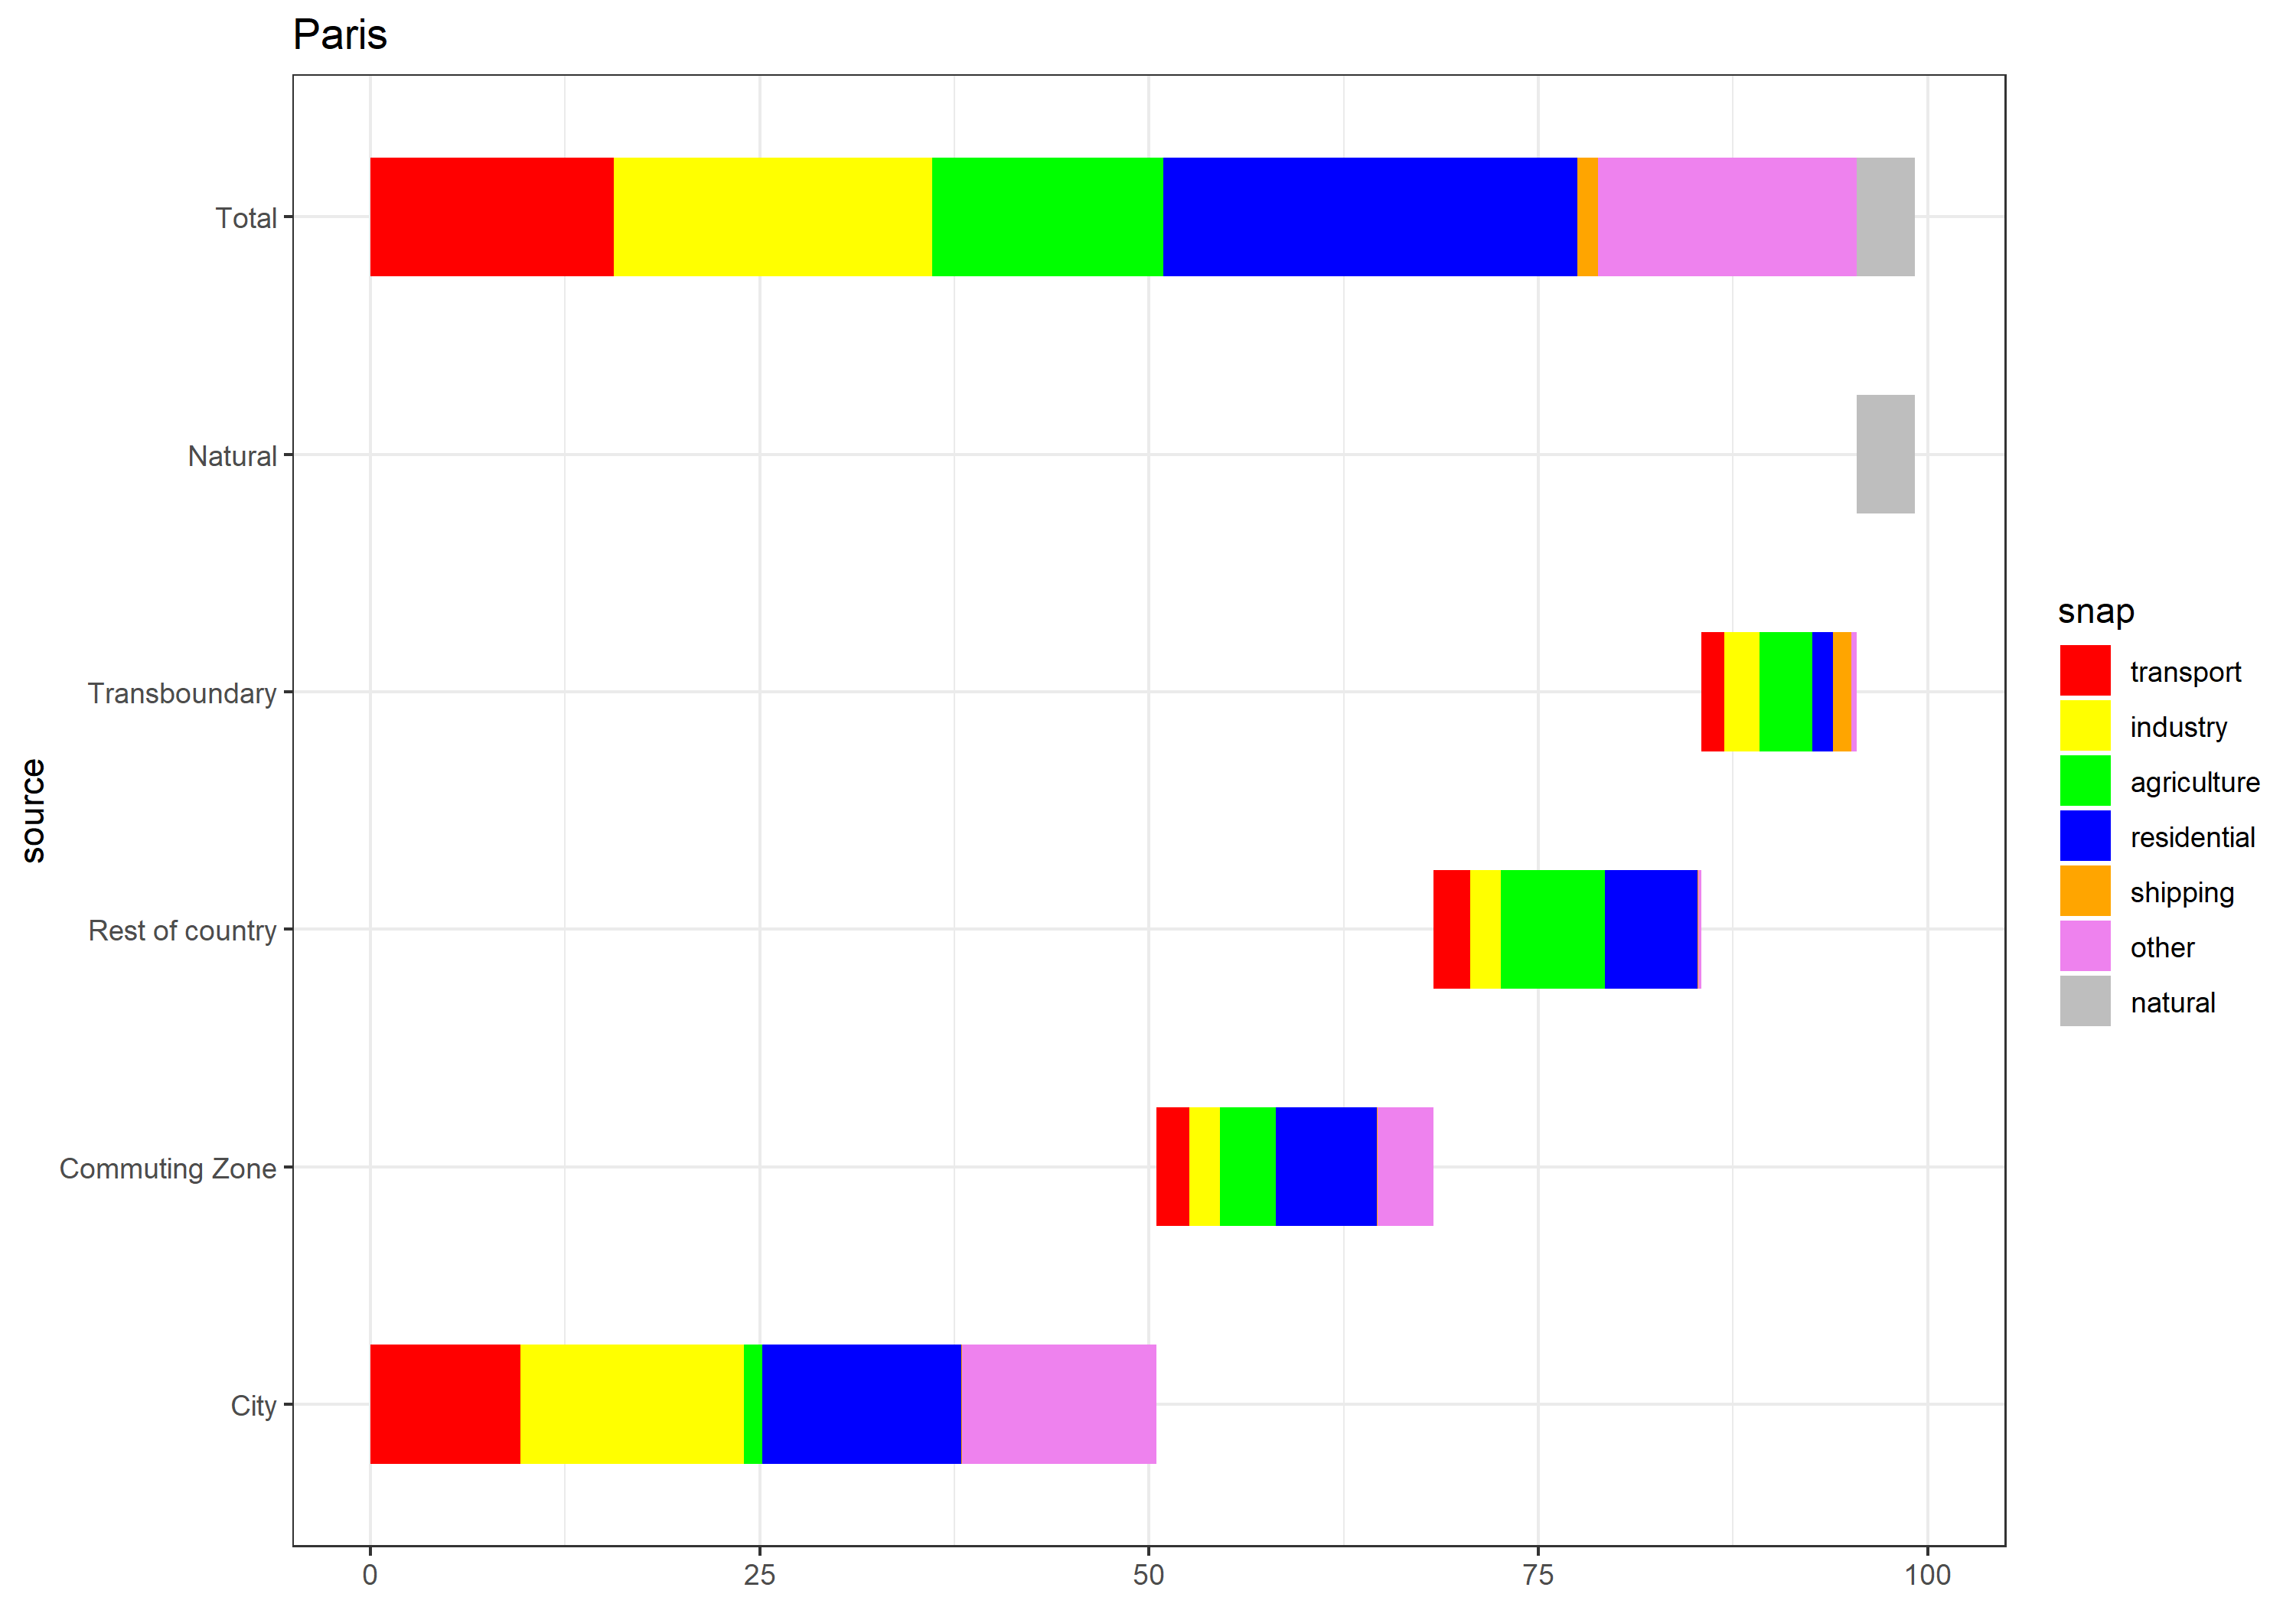 Paris
source
Total
Natural
Transboundary
Rest of country
Commuting Zone
City
0 25 50 75 100
snap
transport
industry
agriculture
residential
shipping
other
natural